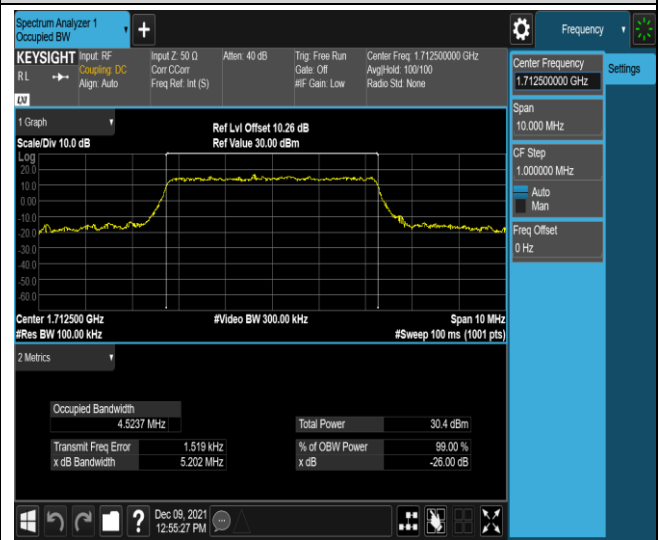 Spectrum Analyzer 1
Occupied BW
Frequency
KEYSIGHT
RL
LXI
Input: RF
Coupling: DC
Align: Auto
Input Z: 50 Ω
Corr CCorr
Freq Ref: Int (S)
Atten: 40 dB
Trig: Free Run
Gate: Off
#IF Gain: Low
Center Freq: 1.712500000 GHz
Avg|Hold: 100/100
Radio Std: None
Center Frequency
1.712500000 GHz
Settings
Span
10.000 MHz
CF Step
1.000000 MHz
Auto
Man
Freq Offset
0 Hz
1 Graph
Scale/Div 10.0 dB
Ref Lvl Offset 10.26 dB
Ref Value 30.00 dBm
Log
20.0
10.0
0.00
-10.0
-20.0
-30.0
-40.0
-50.0
-60.0
Center 1.712500 GHz
#Video BW 300.00 kHz
Span 10 MHz
#Res BW 100.00 kHz
#Sweep 100 ms (1001 pts)
2 Metrics
Occupied Bandwidth
4.5237 MHz
Total Power 30.4 dBm
Transmit Freq Error 1.519 kHz
% of OBW Power 99.00 %
x dB Bandwidth 5.202 MHz
x dB -26.00 dB
?
Dec 09, 2021
12:55:27 PM